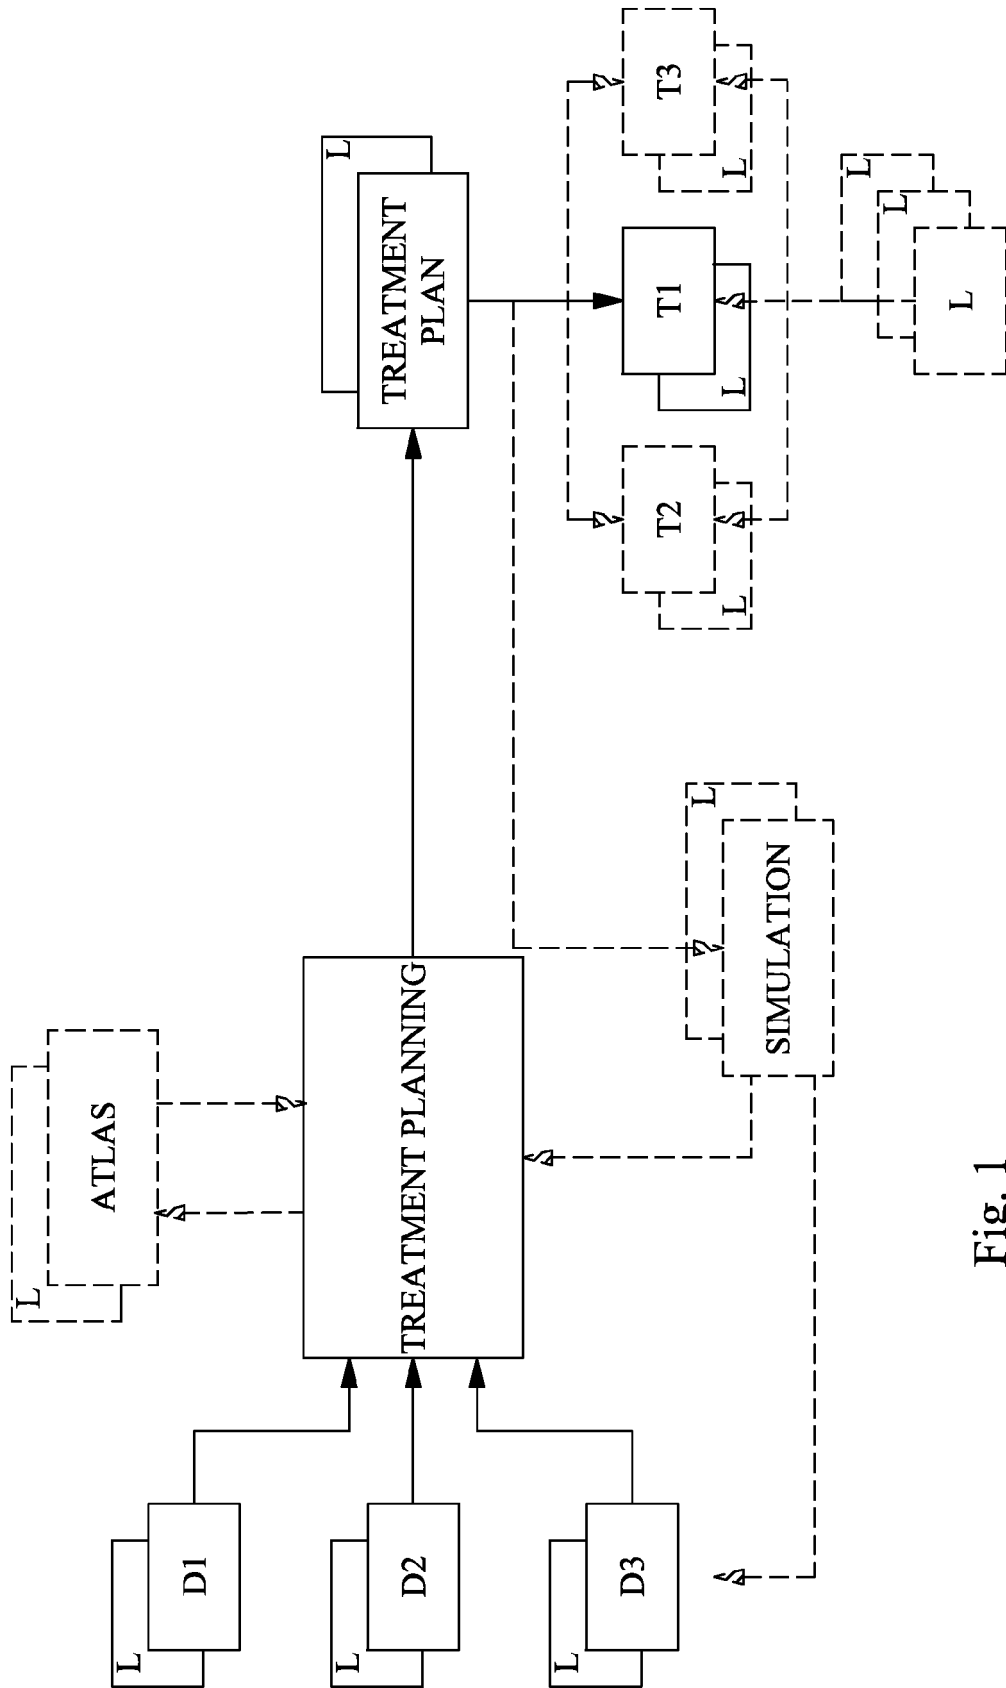 L
ATLAS
L
D1
L
D2
L
D3
TREATMENT PLANNING
L
TREATMENT
PLAN
L
SIMULATION
T2
L
T1
L
T3
L
L
L
L
Fig. 1